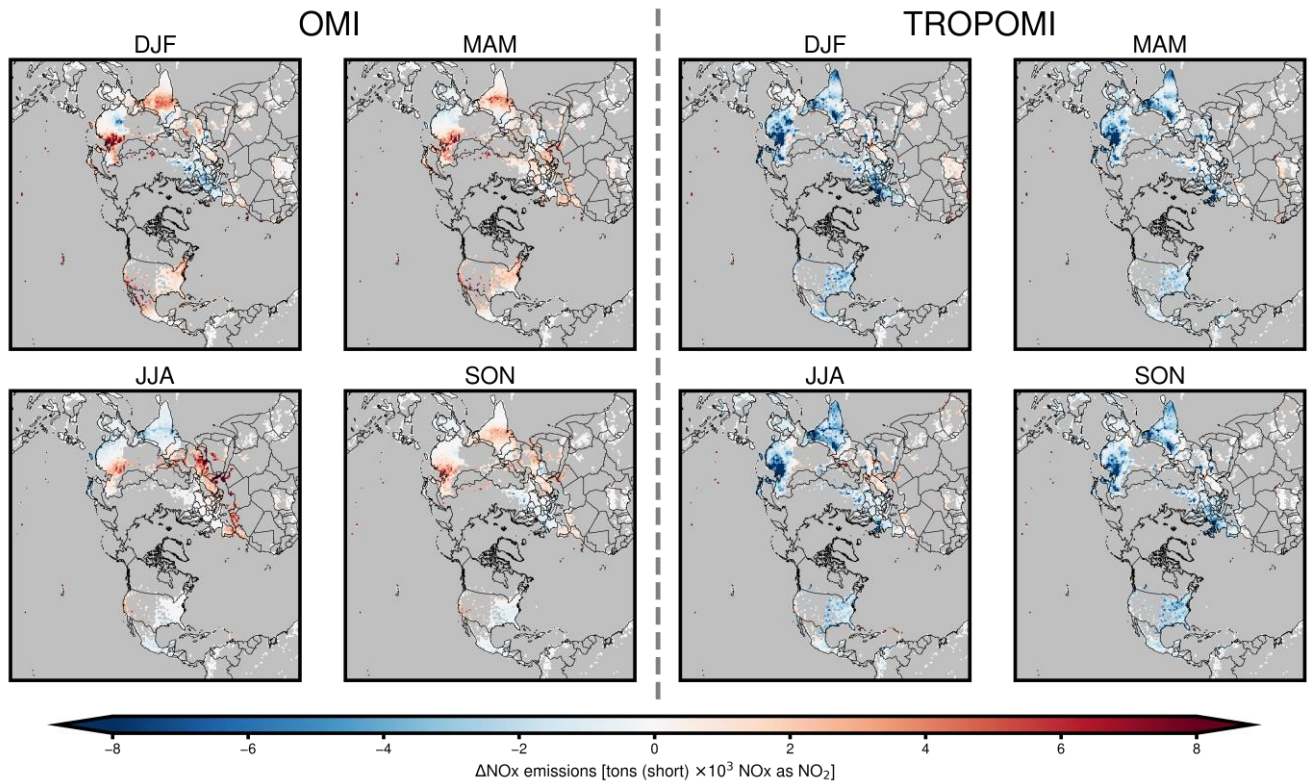 OMI
TROPOMI
DJF
MAM
DJF
MAM
JJA
SON
JJA
SON
−8 −6 −4 −2 0 2 4 6 8
ΔNOx emissions [tons (short) ×10³ NOx as NO₂]